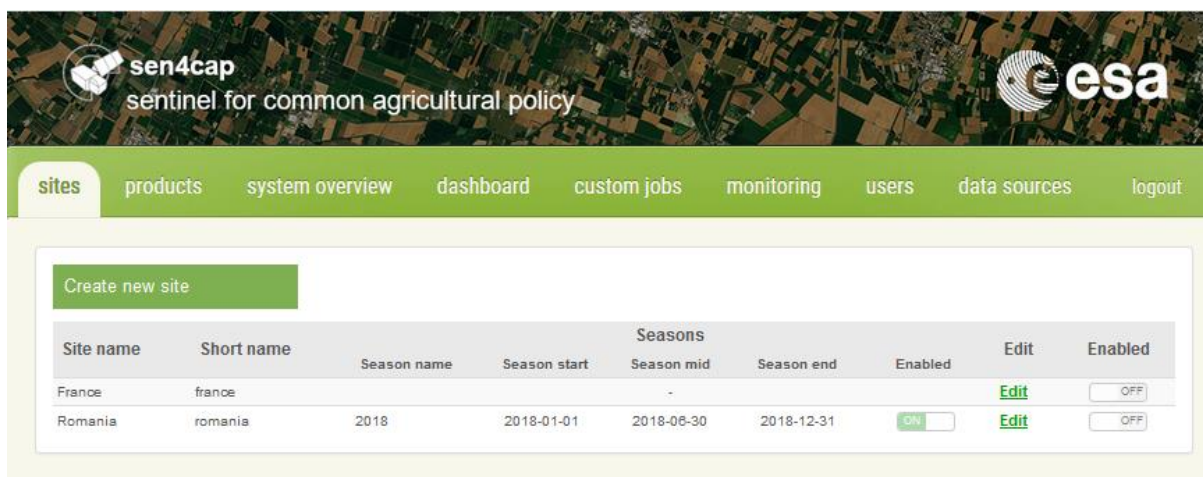 sen4cap
sentinel for common agricultural policy
esa
sites products system overview dashboard custom jobs monitoring users data sources logout
Create new site
Seasons
Site name Short name Edit Enabled
Season name Season start Season mid Season end Enabled
France france - Edit OFF
Romania romania 2018 2018-01-01 2018-06-30 2018-12-31 ON Edit OFF